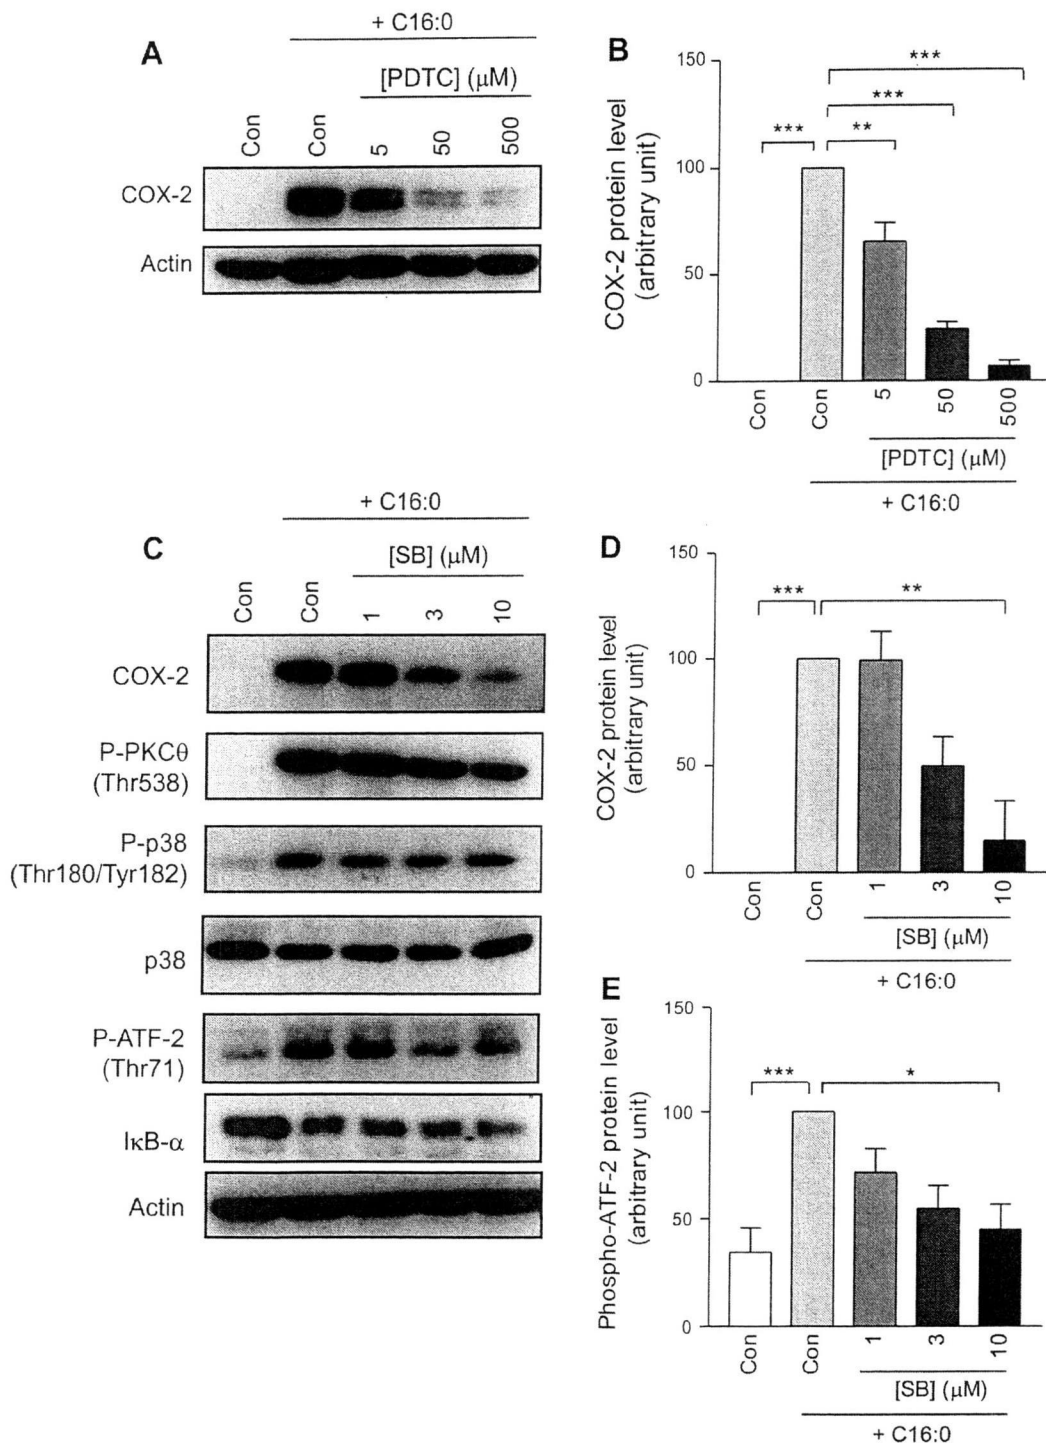 A
+ C16:0
[PDTC] (μM)
Con Con 5 50 500
COX-2
Actin
B
COX-2 protein level
(arbitrary unit)
150
100
50
0
*** ** *** ***
Con Con 5 50 500
[PDTC] (μM)
+ C16:0
C
+ C16:0
[SB] (μM)
Con Con 1 3 10
COX-2
P-PKCθ
(Thr538)
P-p38
(Thr180/Tyr182)
p38
P-ATF-2
(Thr71)
IκB-α
Actin
D
COX-2 protein level
(arbitrary unit)
150
100
50
0
*** **
Con Con 1 3 10
[SB] (μM)
+ C16:0
E
Phospho-ATF-2 protein level
(arbitrary unit)
150
100
50
0
*** *
Con Con 1 3 10
[SB] (μM)
+ C16:0